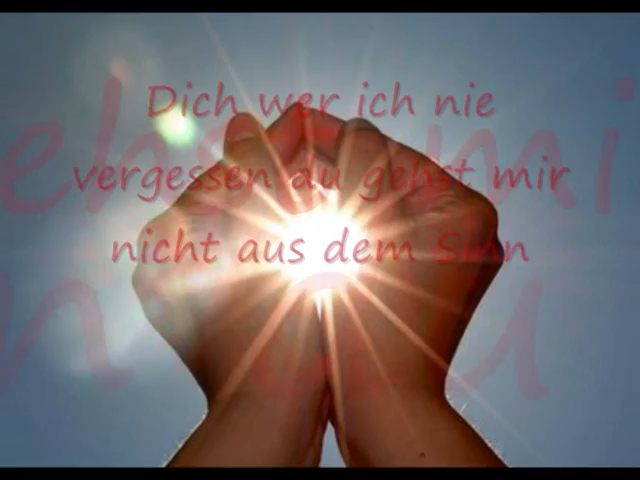 Dich wer ich nie
vergessen du gehst mir
nicht aus dem Sinn